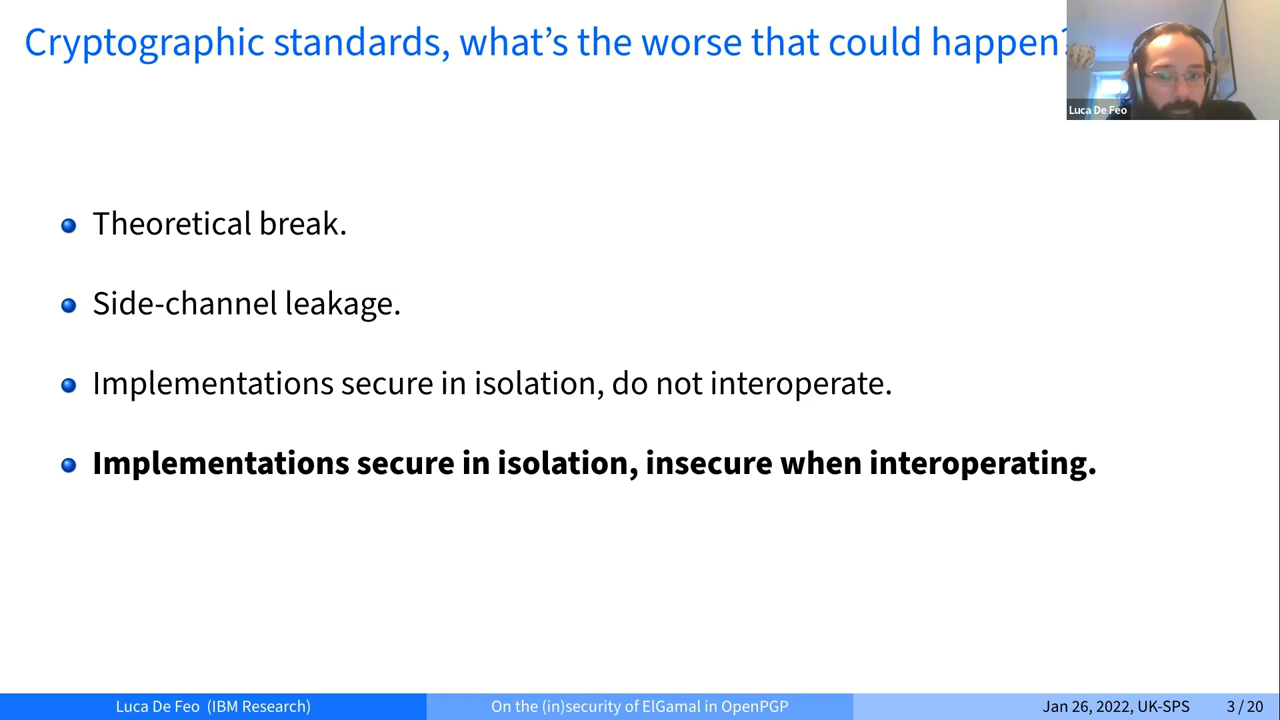 Cryptographic standards, what's the worse that could happen?
Luca De Feo
Theoretical break.
Side-channel leakage.
Implementations secure in isolation, do not interoperate.
Implementations secure in isolation, insecure when interoperating.
Luca De Feo (IBM Research)
On the (in)security of ElGamal in OpenPGP
Jan 26, 2022, UK-SPS
3 / 20